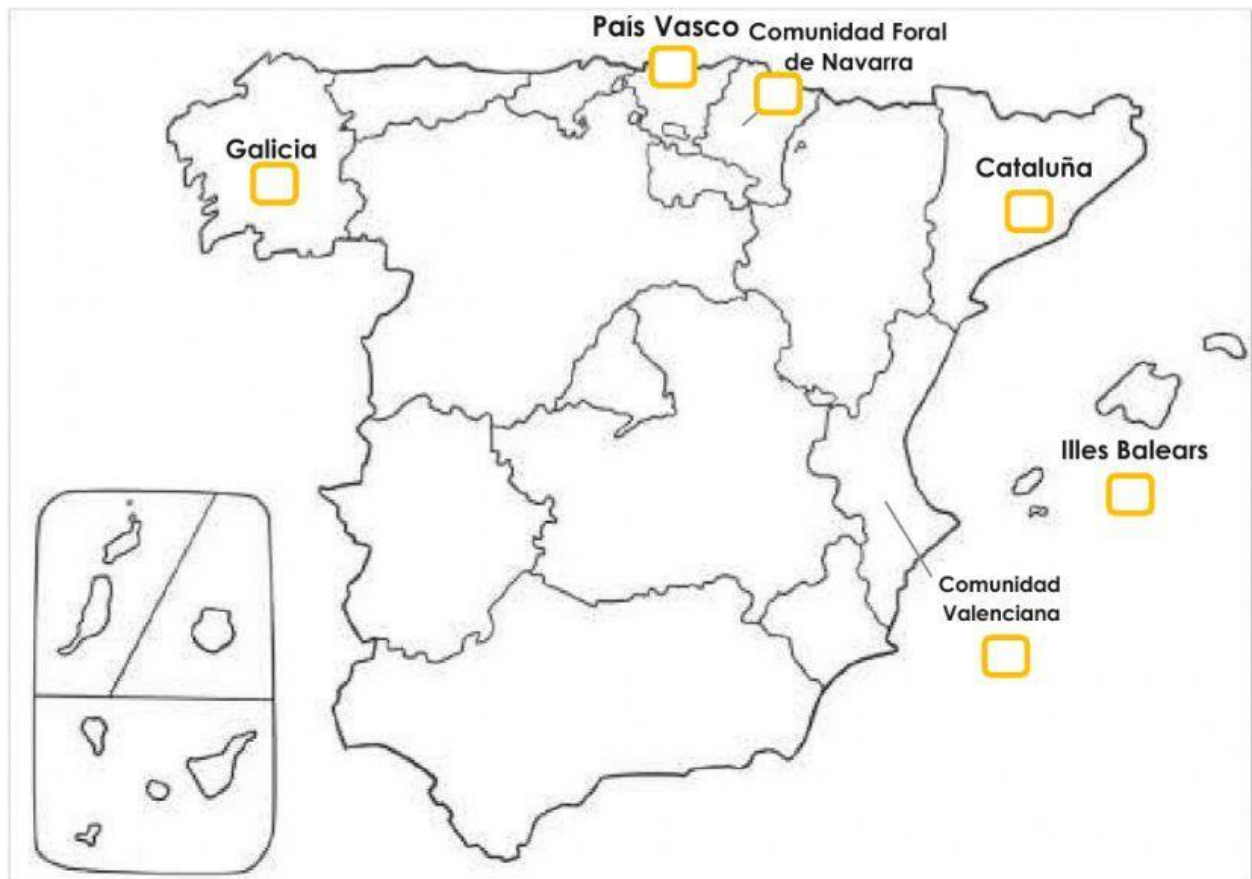 País Vasco
Comunidad Foral
de Navarra
Galicia
Cataluña
Illes Balears
Comunidad
Valenciana